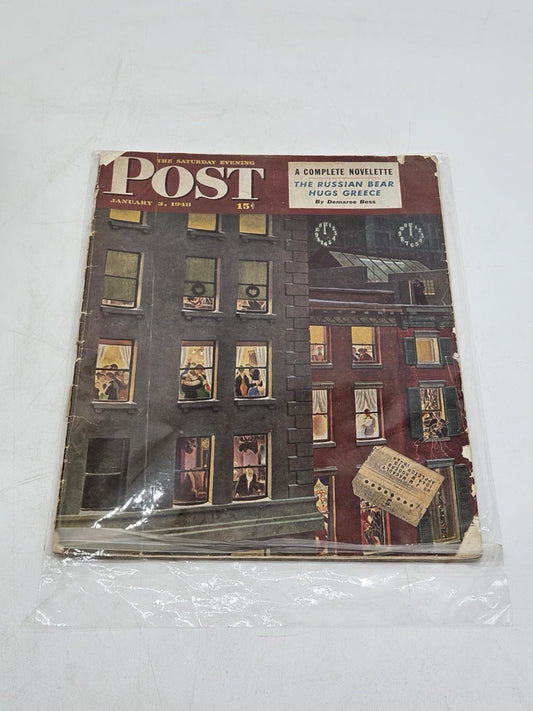 THE SATURDAY EVENING
POST
JANUARY 3, 1948
15¢
A COMPLETE NOVELETTE
THE RUSSIAN BEAR
HUGS GREECE
By Demaree Bess